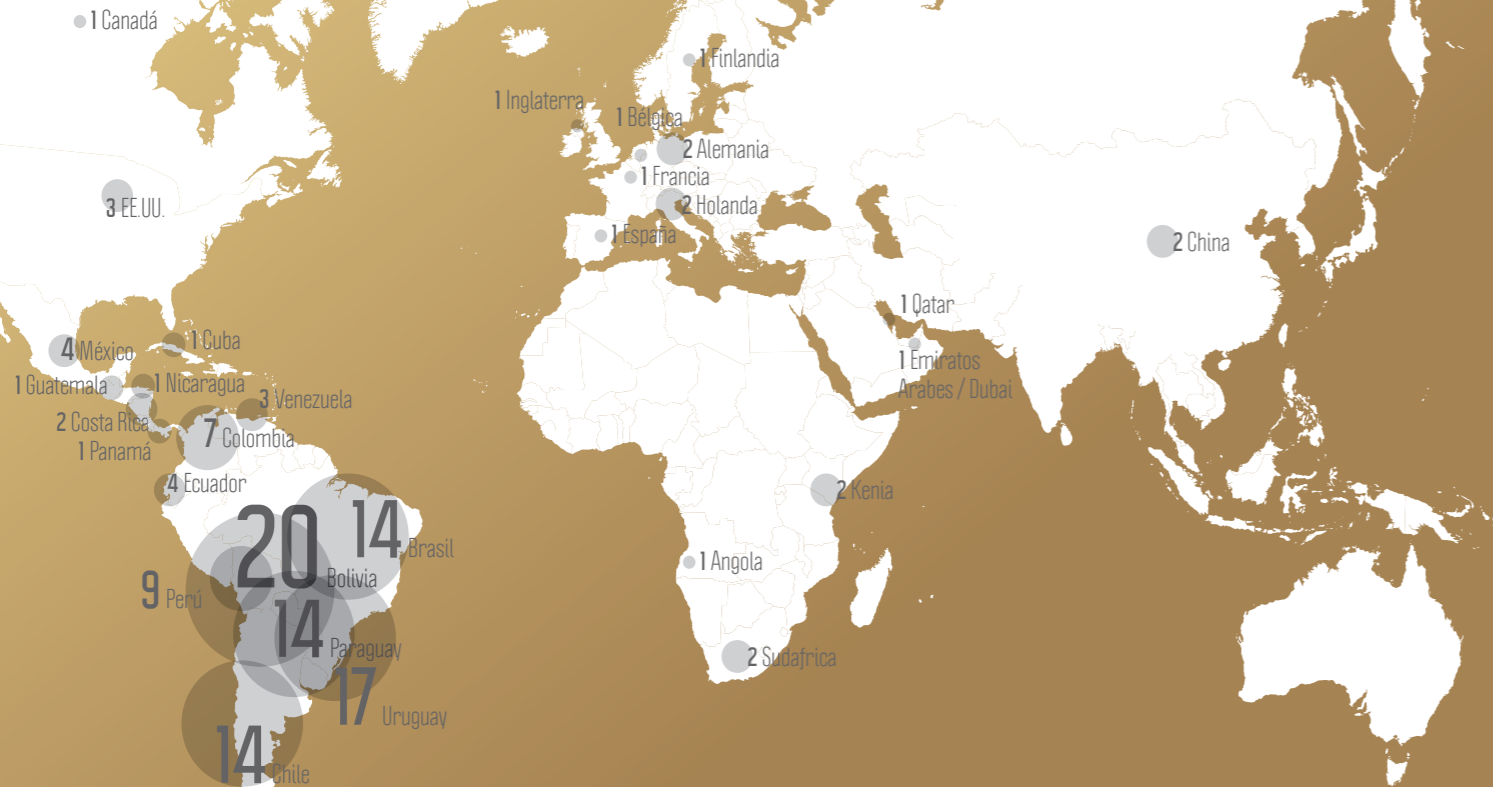 1 Canadá
1 Finlandia
1 Inglaterra
1 Bélgica
2 Alemania
1 Francia
3 EE.UU.
2 Holanda
1 España
2 China
1 Qatar
1 Cuba
4 México
1 Emiratos
Arabes / Dubai
1 Guatemala
1 Nicaragua
3 Venezuela
2 Costa Rica
7 Colombia
1 Panamá
4 Ecuador
2 Kenia
14 Brasil
20 Bolivia
1 Angola
9 Perú
14 Paraguay
2 Sudafrica
17 Uruguay
14 Chile